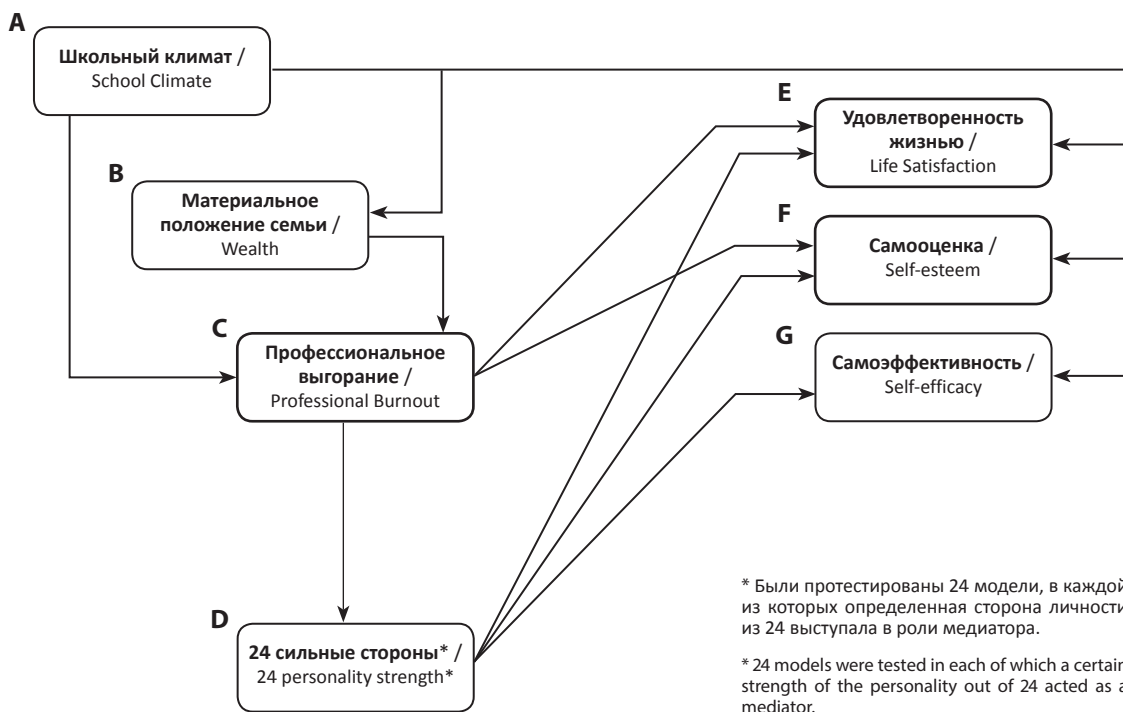 A
Школьный климат /
School Climate
E
Удовлетворенность
жизнью /
Life Satisfaction
B
Материальное
положение семьи /
Wealth
F
Самооценка /
Self-esteem
C
Профессиональное
выгорание /
Professional Burnout
G
Самоэффективность /
Self-efficacy
D
24 сильные стороны* /
24 personality strength*
* Были протестированы 24 модели, в каждой
из которых определенная сторона личности
из 24 выступала в роли медиатора.
* 24 models were tested in each of which a certain
strength of the personality out of 24 acted as a
mediator.